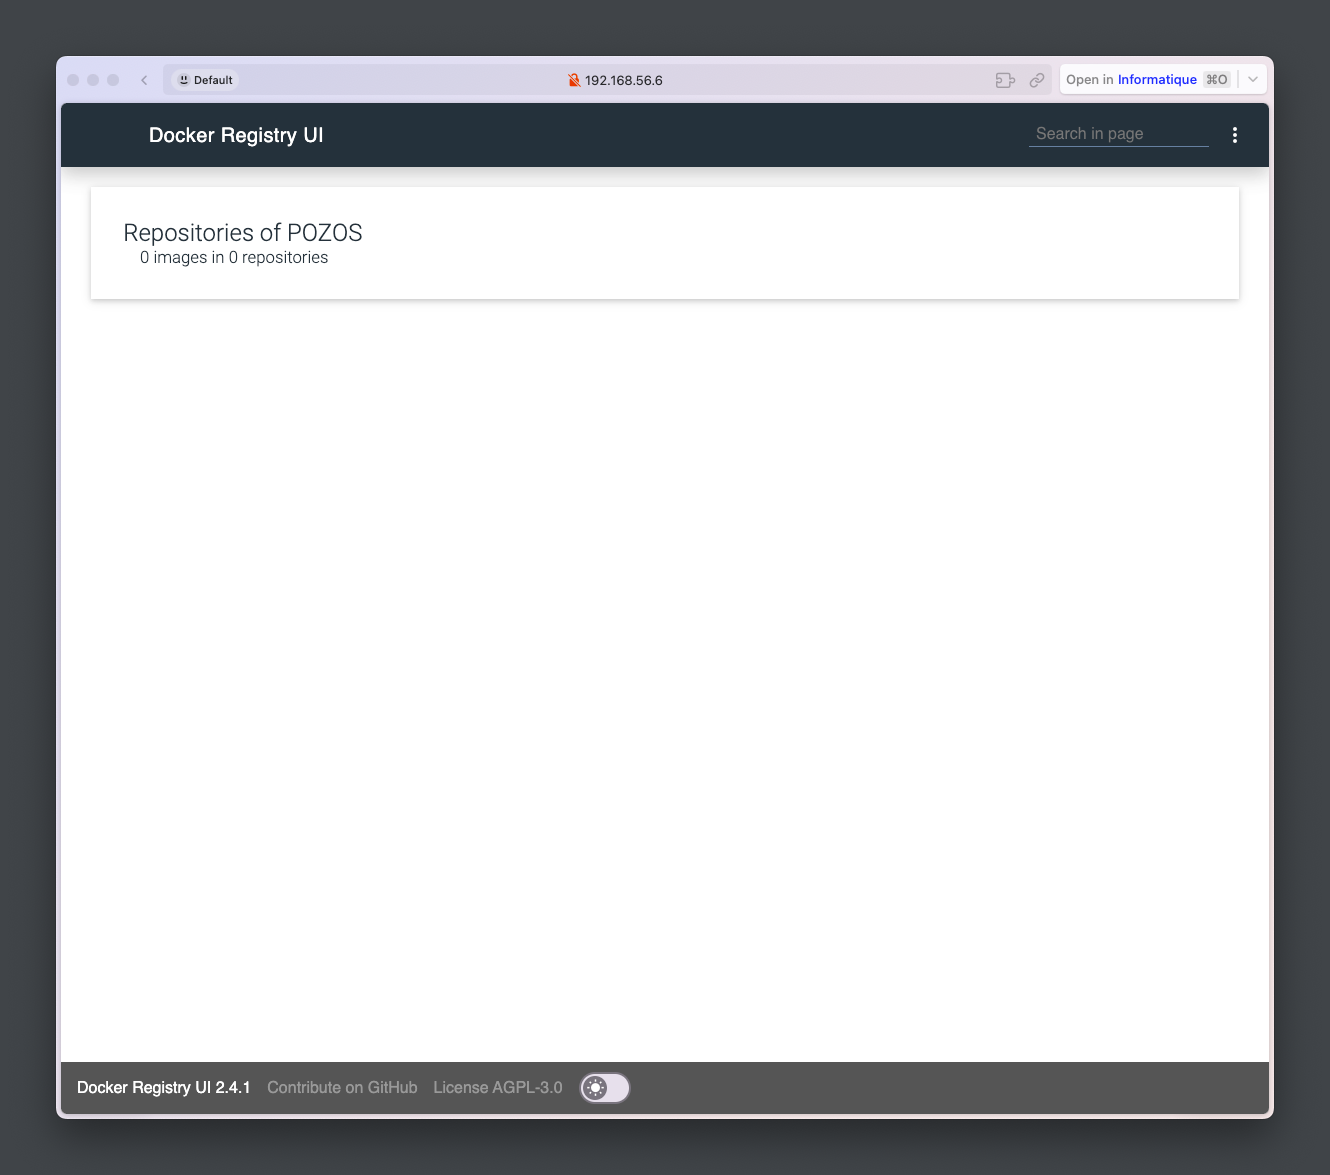 Default
192.168.56.6
Open in Informatique ⌘O
Docker Registry UI
Search in page
Repositories of POZOS
0 images in 0 repositories
Docker Registry UI 2.4.1 Contribute on GitHub License AGPL-3.0